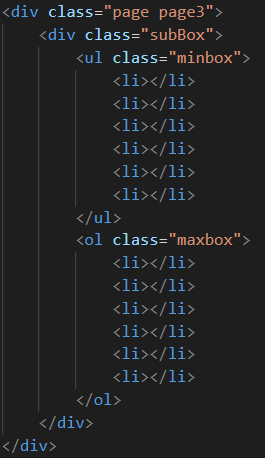 <div class="page page3">
    <div class="subBox">
        <ul class="minbox">
            <li></li>
            <li></li>
            <li></li>
            <li></li>
            <li></li>
            <li></li>
        </ul>
        <ol class="maxbox">
            <li></li>
            <li></li>
            <li></li>
            <li></li>
            <li></li>
            <li></li>
        </ol>
    </div>
</div>